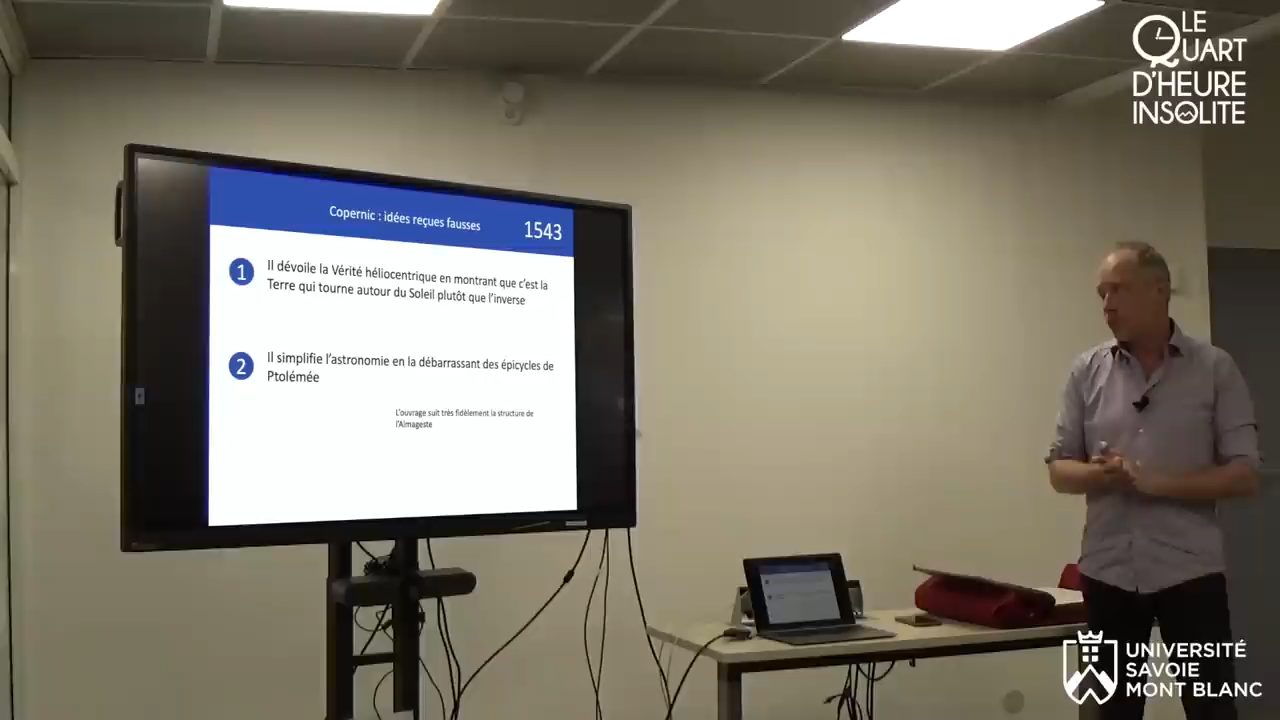 LE
QUART
D'HEURE
INSOLITE
Copernic : idées reçues fausses
1543
1
Il dévoile la Vérité héliocentrique en montrant que c'est la
Terre qui tourne autour du Soleil plutôt que l'inverse
2
Il simplifie l'astronomie en la débarrassant des épicycles de
Ptolémée
L'ouvrage suit très fidèlement la structure de
l'Almageste
UNIVERSITÉ
SAVOIE
MONT BLANC